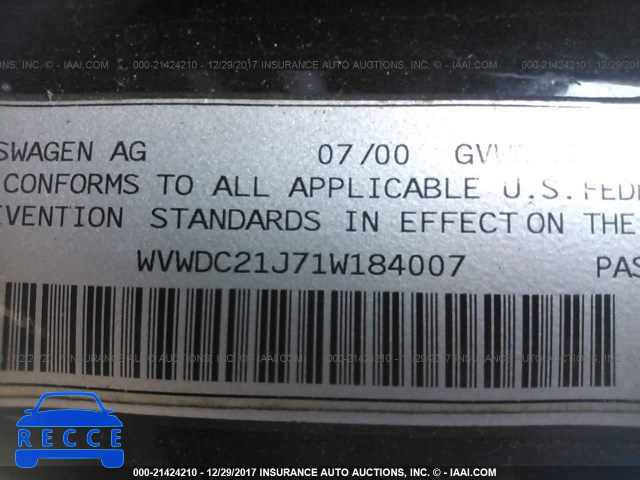 NS, INC. - IAAI.COM 000-21424210 - 12/29/2017 INSURANCE AUTO AUCTIONS, INC. - IAAI.COM 000-21424210 - 12/29/2017
SWAGEN AG 07/00
CONFORMS TO ALL APPLICABLE U.S. FEDE
EVENTION STANDARDS IN EFFECT ON THE
WVWDC21J71W184007 PAS
RECCE
000-21424210 - 12/29/2017 INSURANCE AUTO AUCTIONS, INC. - IAAI.COM